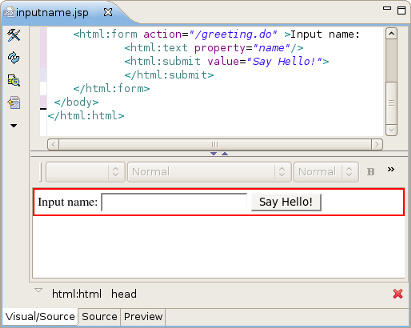 inputname.jsp
<html:form action="/greeting.do" >Input name:
<html:text property="name"/>
<html:submit value="Say Hello!">
</html:submit>
</html:form>
</body>
</html:html>
Normal Normal B »
Input name: Say Hello!
html:html head
Visual/Source Source Preview